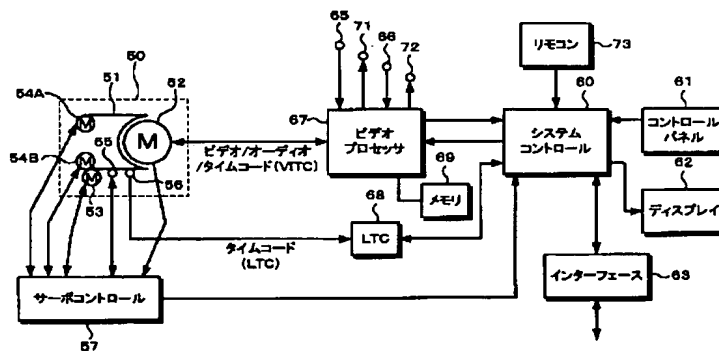 65
71
66
72
リモコン
73
50
51
52
54A
M
M
54B
M
M
55
56
53
ビデオ/オーディオ
/タイムコード(VITC)
67
ビデオ
プロセッサ
69
メモリ
60
システム
コントロール
61
コントロール
パネル
62
ディスプレイ
68
LTC
タイムコード
(LTC)
インターフェース
63
サーボコントロール
57